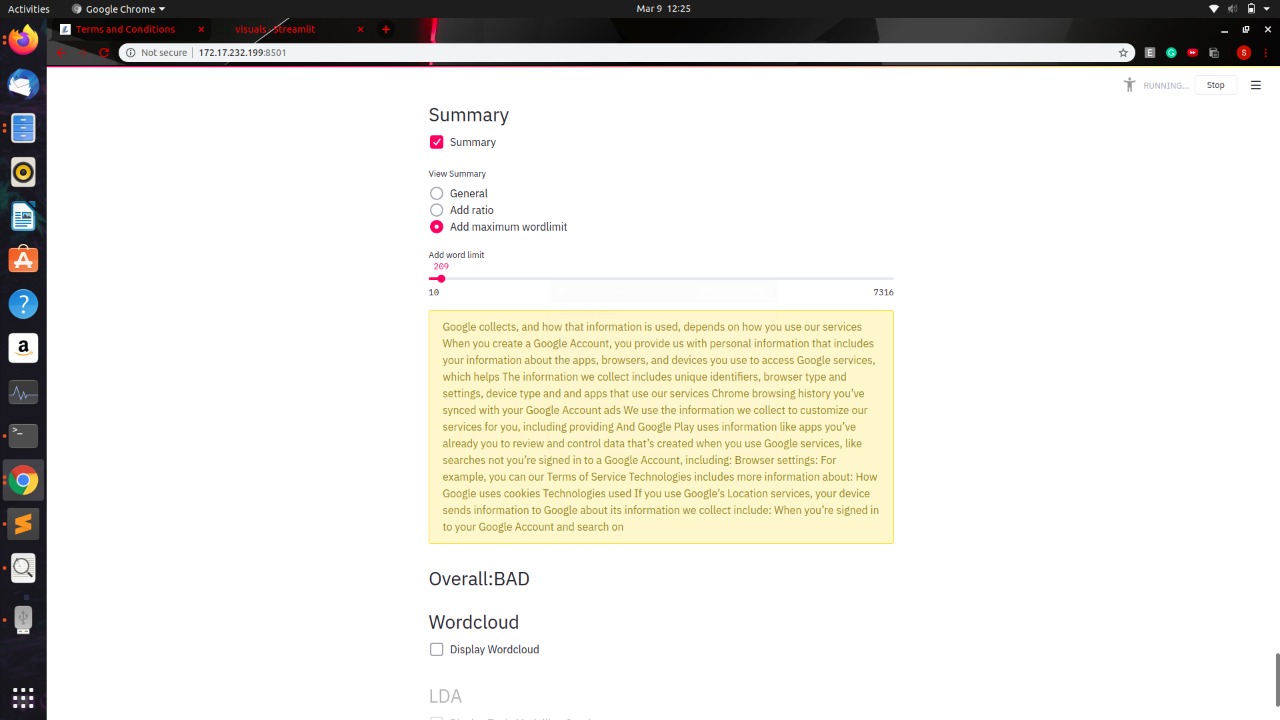 Activities
Google Chrome
Mar 9 12:25
Terms and Conditions
visuals · Streamlit
Not secure
172.17.232.199:8501
RUNNING...
Stop
Summary
Summary
View Summary
General
Add ratio
Add maximum wordlimit
Add word limit
209
10
7316
Google collects, and how that information is used, depends on how you use our services
When you create a Google Account, you provide us with personal information that includes
your information about the apps, browsers, and devices you use to access Google services,
which helps The information we collect includes unique identifiers, browser type and
settings, device type and and apps that use our services Chrome browsing history you’ve
synced with your Google Account ads We use the information we collect to customize our
services for you, including providing And Google Play uses information like apps you’ve
already you to review and control data that’s created when you use Google services, like
searches not you’re signed in to a Google Account, including: Browser settings: For
example, you can our Terms of Service Technologies includes more information about: How
Google uses cookies Technologies used If you use Google’s Location services, your device
sends information to Google about its information we collect include: When you’re signed in
to your Google Account and search on
Overall:BAD
Wordcloud
Display Wordcloud
LDA